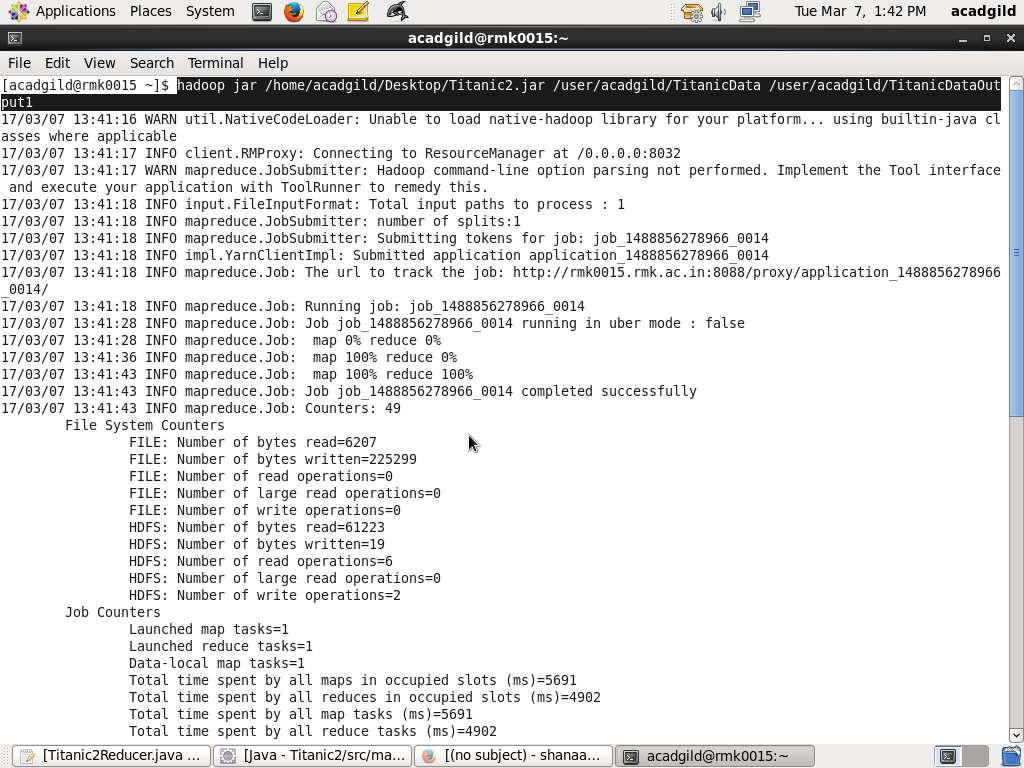 Applications Places System Tue Mar 7, 1:42 PM acadgild
acadgild@rmk0015:~
File Edit View Search Terminal Help
[acadgild@rmk0015 ~]$ hadoop jar /home/acadgild/Desktop/Titanic2.jar /user/acadgild/TitanicData /user/acadgild/TitanicDataOut
put1
17/03/07 13:41:16 WARN util.NativeCodeLoader: Unable to load native-hadoop library for your platform... using builtin-java cl
asses where applicable
17/03/07 13:41:17 INFO client.RMProxy: Connecting to ResourceManager at /0.0.0.0:8032
17/03/07 13:41:17 WARN mapreduce.JobSubmitter: Hadoop command-line option parsing not performed. Implement the Tool interface
 and execute your application with ToolRunner to remedy this.
17/03/07 13:41:18 INFO input.FileInputFormat: Total input paths to process : 1
17/03/07 13:41:18 INFO mapreduce.JobSubmitter: number of splits:1
17/03/07 13:41:18 INFO mapreduce.JobSubmitter: Submitting tokens for job: job_1488856278966_0014
17/03/07 13:41:18 INFO impl.YarnClientImpl: Submitted application application_1488856278966_0014
17/03/07 13:41:18 INFO mapreduce.Job: The url to track the job: http://rmk0015.rmk.ac.in:8088/proxy/application_1488856278966
_0014/
17/03/07 13:41:18 INFO mapreduce.Job: Running job: job_1488856278966_0014
17/03/07 13:41:28 INFO mapreduce.Job: Job job_1488856278966_0014 running in uber mode : false
17/03/07 13:41:28 INFO mapreduce.Job:  map 0% reduce 0%
17/03/07 13:41:36 INFO mapreduce.Job:  map 100% reduce 0%
17/03/07 13:41:43 INFO mapreduce.Job:  map 100% reduce 100%
17/03/07 13:41:43 INFO mapreduce.Job: Job job_1488856278966_0014 completed successfully
17/03/07 13:41:43 INFO mapreduce.Job: Counters: 49
File System Counters
FILE: Number of bytes read=6207
FILE: Number of bytes written=225299
FILE: Number of read operations=0
FILE: Number of large read operations=0
FILE: Number of write operations=0
HDFS: Number of bytes read=61223
HDFS: Number of bytes written=19
HDFS: Number of read operations=6
HDFS: Number of large read operations=0
HDFS: Number of write operations=2
Job Counters
Launched map tasks=1
Launched reduce tasks=1
Data-local map tasks=1
Total time spent by all maps in occupied slots (ms)=5691
Total time spent by all reduces in occupied slots (ms)=4902
Total time spent by all map tasks (ms)=5691
Total time spent by all reduce tasks (ms)=4902
[Titanic2Reducer.java ... [Java - Titanic2/src/ma... [(no subject) - shanaa... acadgild@rmk0015:~